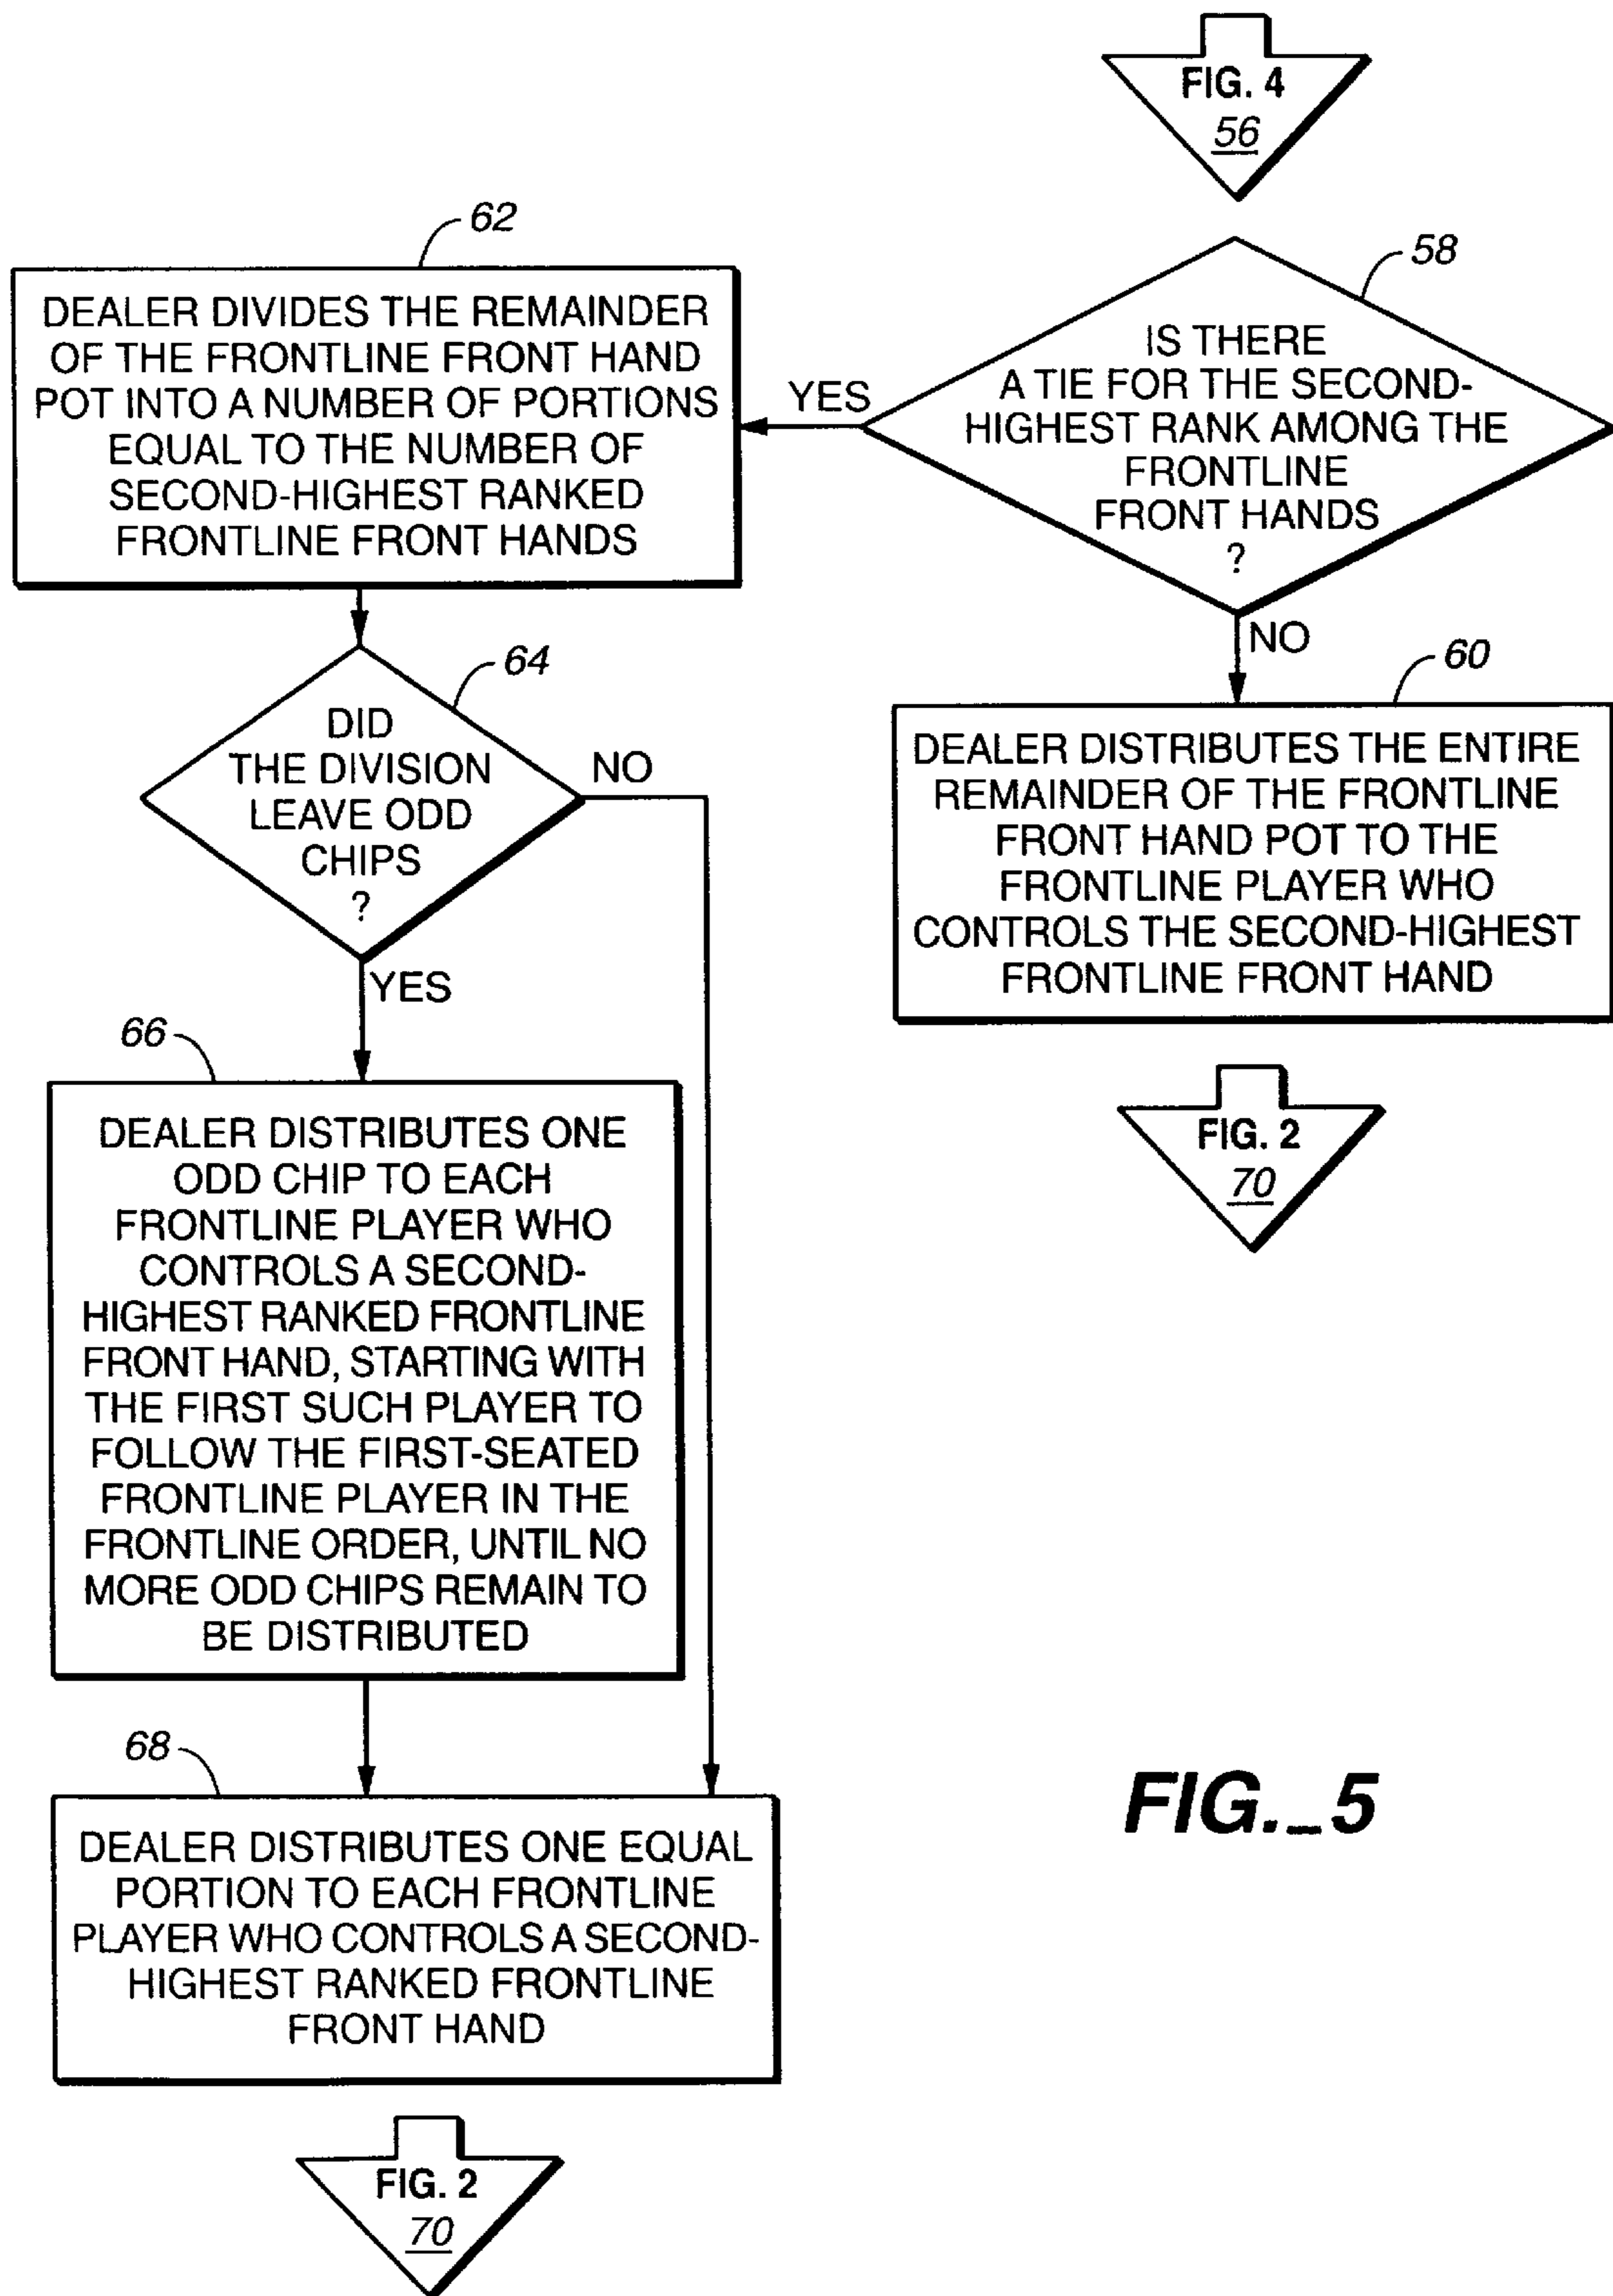 FIG. 4
56
58
IS THERE
A TIE FOR THE SECOND-
HIGHEST RANK AMONG THE
FRONTLINE
FRONT HANDS
?
YES
NO
62
DEALER DIVIDES THE REMAINDER
OF THE FRONTLINE FRONT HAND
POT INTO A NUMBER OF PORTIONS
EQUAL TO THE NUMBER OF
SECOND-HIGHEST RANKED
FRONTLINE FRONT HANDS
64
DID
THE DIVISION
LEAVE ODD
CHIPS
?
NO
YES
60
DEALER DISTRIBUTES THE ENTIRE
REMAINDER OF THE FRONTLINE
FRONT HAND POT TO THE
FRONTLINE PLAYER WHO
CONTROLS THE SECOND-HIGHEST
FRONTLINE FRONT HAND
FIG. 2
70
66
DEALER DISTRIBUTES ONE
ODD CHIP TO EACH
FRONTLINE PLAYER WHO
CONTROLS A SECOND-
HIGHEST RANKED FRONTLINE
FRONT HAND, STARTING WITH
THE FIRST SUCH PLAYER TO
FOLLOW THE FIRST-SEATED
FRONTLINE PLAYER IN THE
FRONTLINE ORDER, UNTIL NO
MORE ODD CHIPS REMAIN TO
BE DISTRIBUTED
68
DEALER DISTRIBUTES ONE EQUAL
PORTION TO EACH FRONTLINE
PLAYER WHO CONTROLS A SECOND-
HIGHEST RANKED FRONTLINE
FRONT HAND
FIG. 2
70
FIG._5